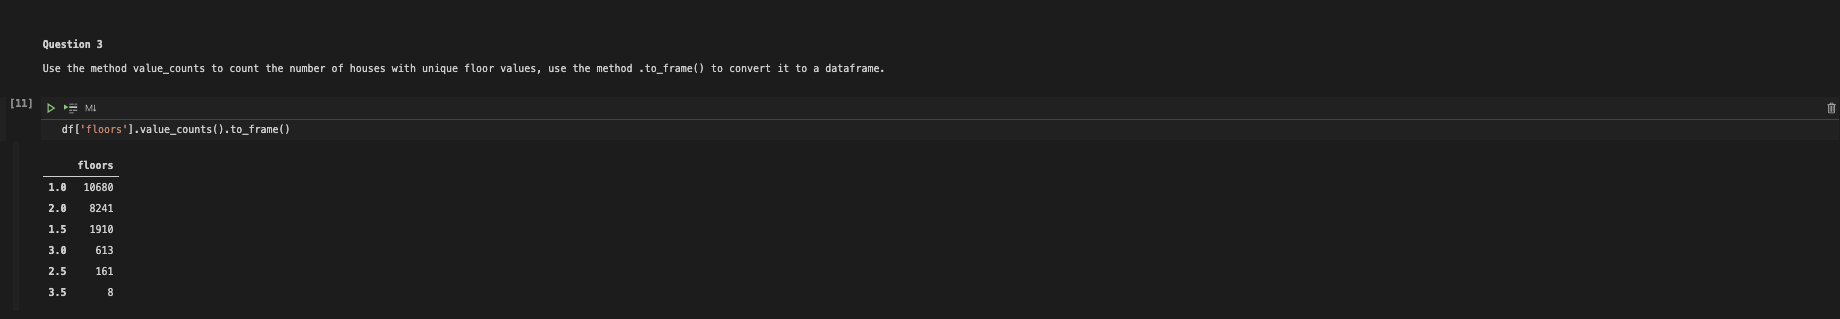 Question 3
Use the method value_counts to count the number of houses with unique floor values, use the method .to_frame() to convert it to a dataframe.
[11]
M↓
df['floors'].value_counts().to_frame()
floors
1.0 10680
2.0 8241
1.5 1910
3.0 613
2.5 161
3.5 8